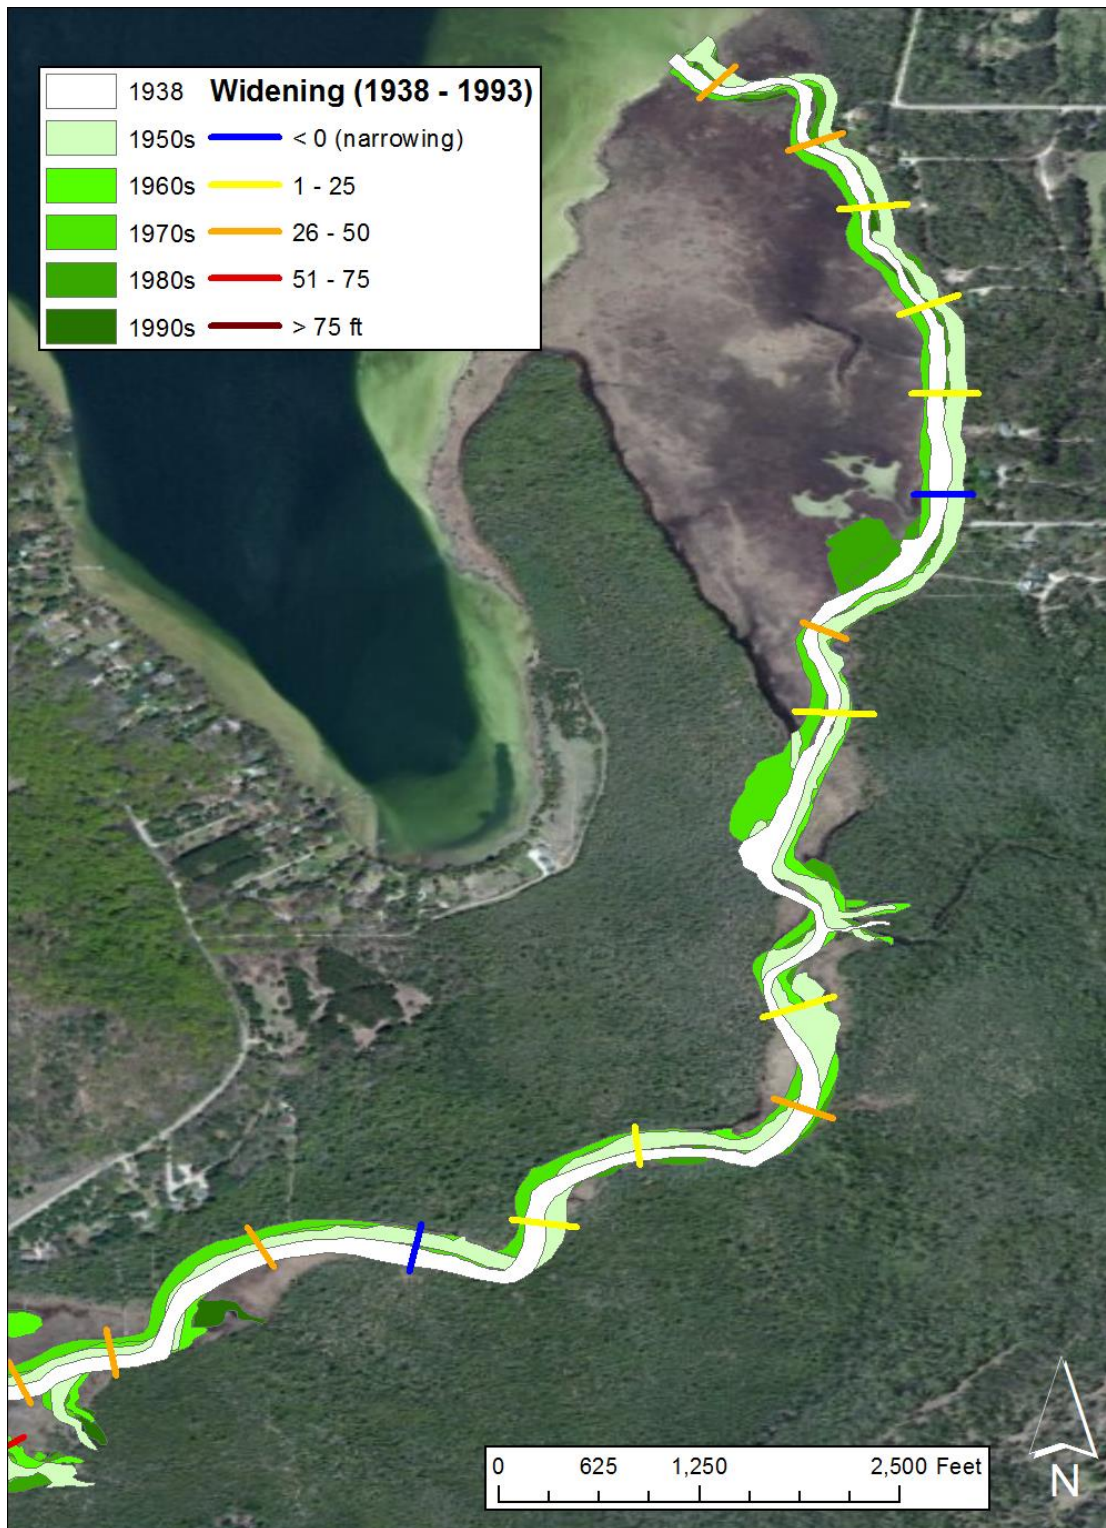 1938 Widening (1938 - 1993)
1950s < 0 (narrowing)
1960s 1 - 25
1970s 26 - 50
1980s 51 - 75
1990s > 75 ft
0 625 1,250 2,500 Feet
N